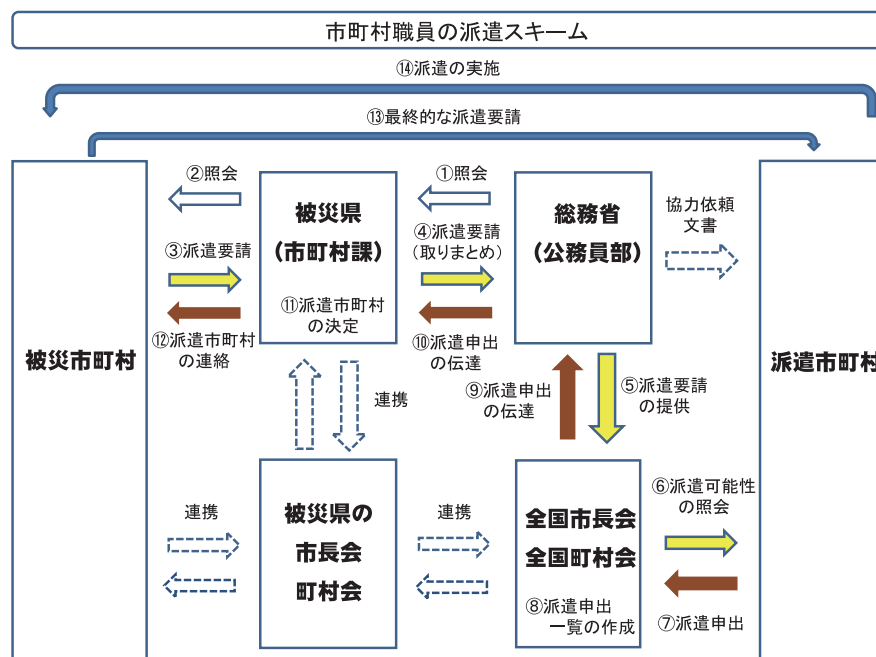 市町村職員の派遣スキーム
⑭派遣の実施
⑬最終的な派遣要請
②照会
①照会
被災県
(市町村課)
総務省
(公務員部)
協力依頼
文書
③派遣要請
④派遣要請
(取りまとめ)
⑪派遣市町村
の決定
⑫派遣市町村
の連絡
⑩派遣申出
の伝達
被災市町村
派遣市町村
連携
⑨派遣申出
の伝達
⑤派遣要請
の提供
連携
被災県の
市長会
町村会
連携
全国市長会
全国町村会
⑧派遣申出
一覧の作成
⑥派遣可能性
の照会
⑦派遣申出